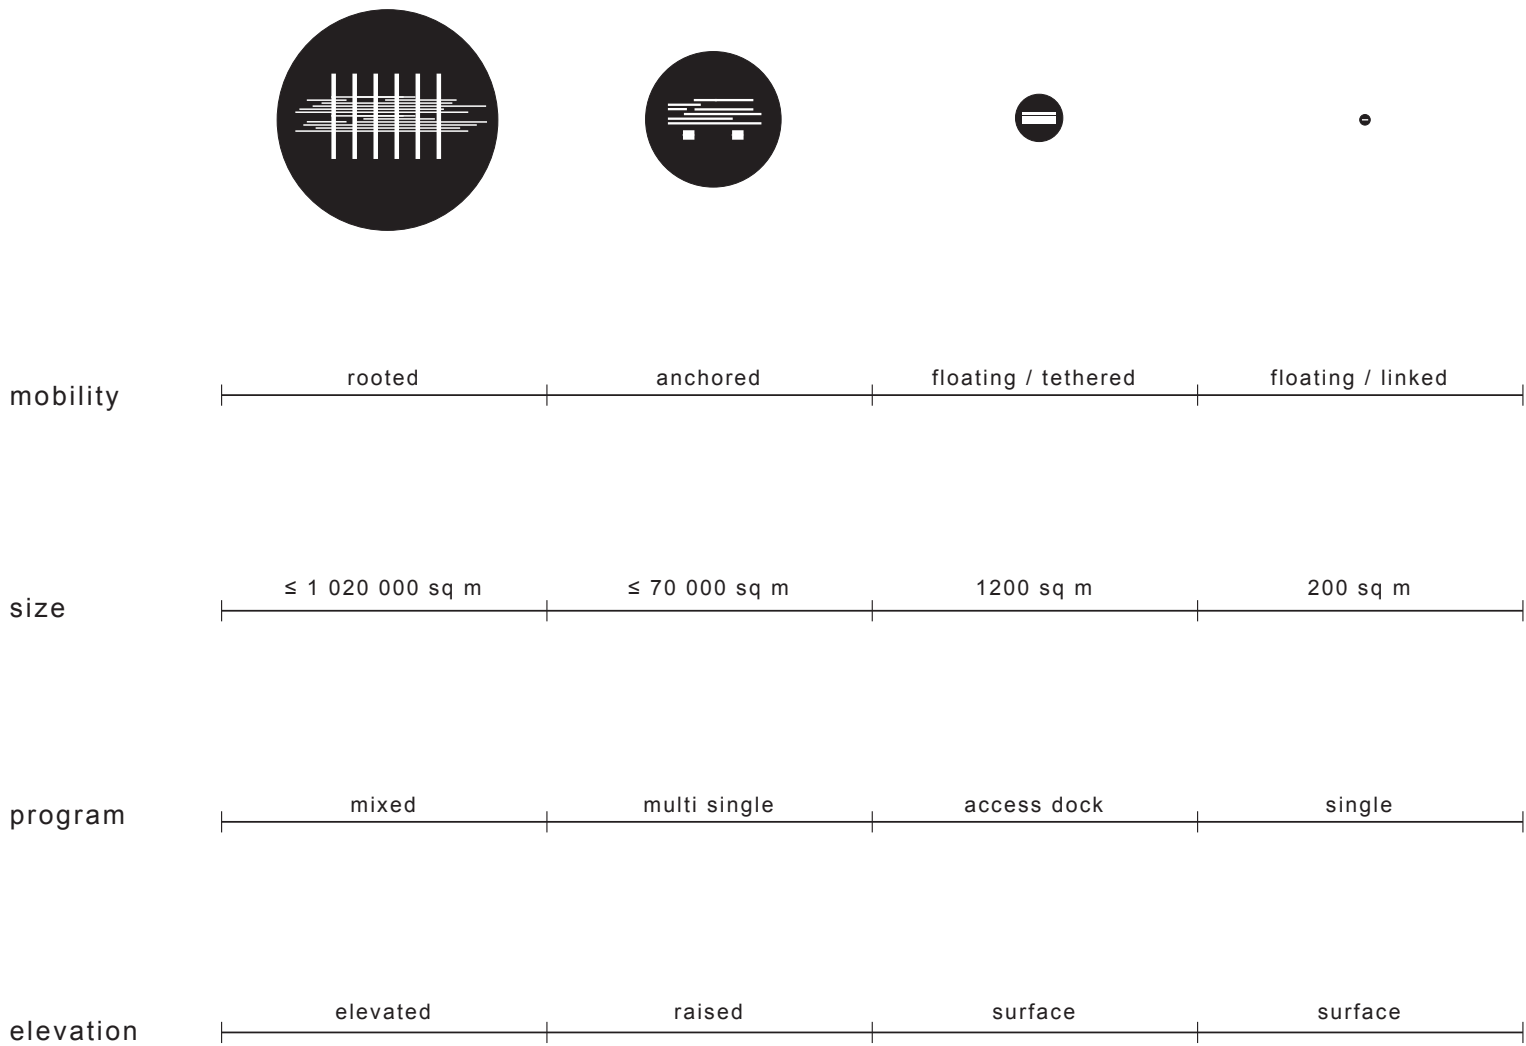 rooted anchored floating / tethered floating / linked
mobility
≤ 1 020 000 sq m ≤ 70 000 sq m 1200 sq m 200 sq m
size
mixed multi single access dock single
program
elevated raised surface surface
elevation